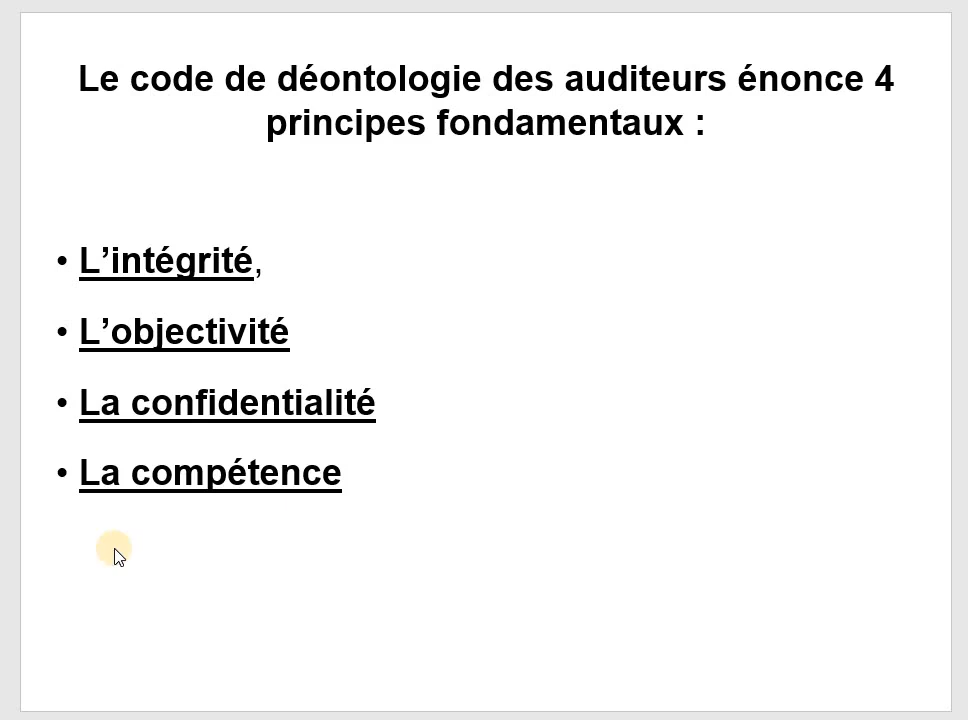 Le code de déontologie des auditeurs énonce 4
principes fondamentaux :
• L’intégrité,
• L’objectivité
• La confidentialité
• La compétence